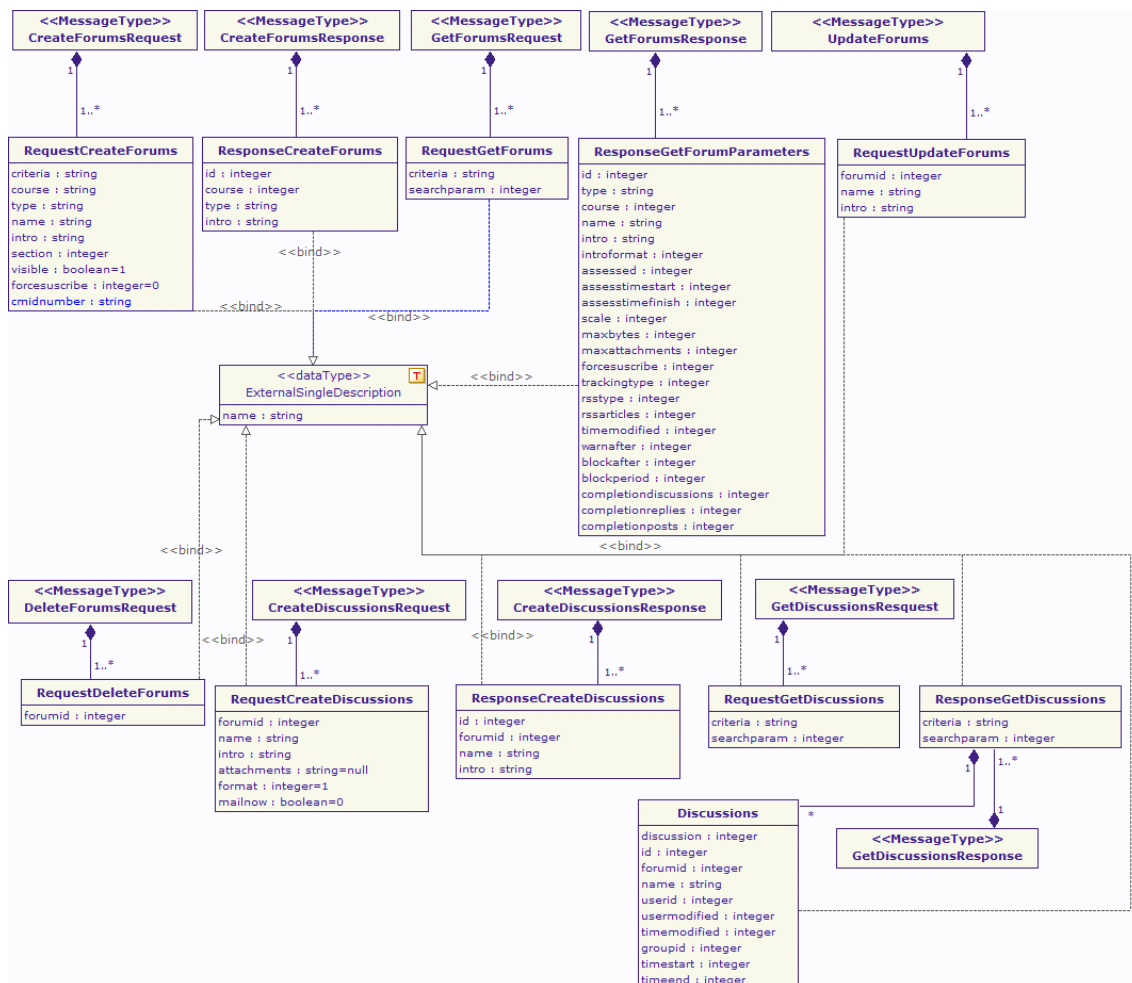 <<MessageType>>
CreateForumsRequest
1
1..*
<<MessageType>>
CreateForumsResponse
1
1..*
<<MessageType>>
GetForumsRequest
1
1..*
<<MessageType>>
GetForumsResponse
1
1..*
<<MessageType>>
UpdateForums
1
1..*
RequestCreateForums
criteria : string
course : string
type : string
name : string
intro : string
section : integer
visible : boolean=1
forcesuscribe : integer=0
cmidnumber : string
ResponseCreateForums
id : integer
course : integer
type : string
intro : string
RequestGetForums
criteria : string
searchparam : integer
ResponseGetForumParameters
id : integer
type : string
course : integer
name : string
intro : string
introformat : integer
assessed : integer
assesstimestart : integer
assesstimefinish : integer
scale : integer
maxbytes : integer
maxattachments : integer
forcesuscribe : integer
trackingtype : integer
rsstype : integer
rssarticles : integer
timemodified : integer
warnafter : integer
blockafter : integer
blockperiod : integer
completiondiscussions : integer
completionreplies : integer
completionposts : integer
RequestUpdateForums
forumid : integer
name : string
intro : string
<<bind>>
<<bind>>
<<bind>>
<<dataType>>
T
ExternalSingleDescription
name : string
<<bind>>
<<bind>>
<<bind>>
<<MessageType>>
DeleteForumsRequest
1
1..*
<<bind>>
<<MessageType>>
CreateDiscussionsRequest
1
1..*
<<bind>>
<<MessageType>>
CreateDiscussionsResponse
1
1..*
<<MessageType>>
GetDiscussionsResquest
1
1..*
RequestDeleteForums
forumid : integer
RequestCreateDiscussions
forumid : integer
name : string
intro : string
attachments : string=null
format : integer=1
mailnow : boolean=0
ResponseCreateDiscussions
id : integer
forumid : integer
name : string
intro : string
RequestGetDiscussions
criteria : string
searchparam : integer
ResponseGetDiscussions
criteria : string
searchparam : integer
1
1..*
*
1
Discussions
discussion : integer
id : integer
forumid : integer
name : string
userid : integer
usermodified : integer
timemodified : integer
groupid : integer
timestart : integer
timeend : integer
<<MessageType>>
GetDiscussionsResponse